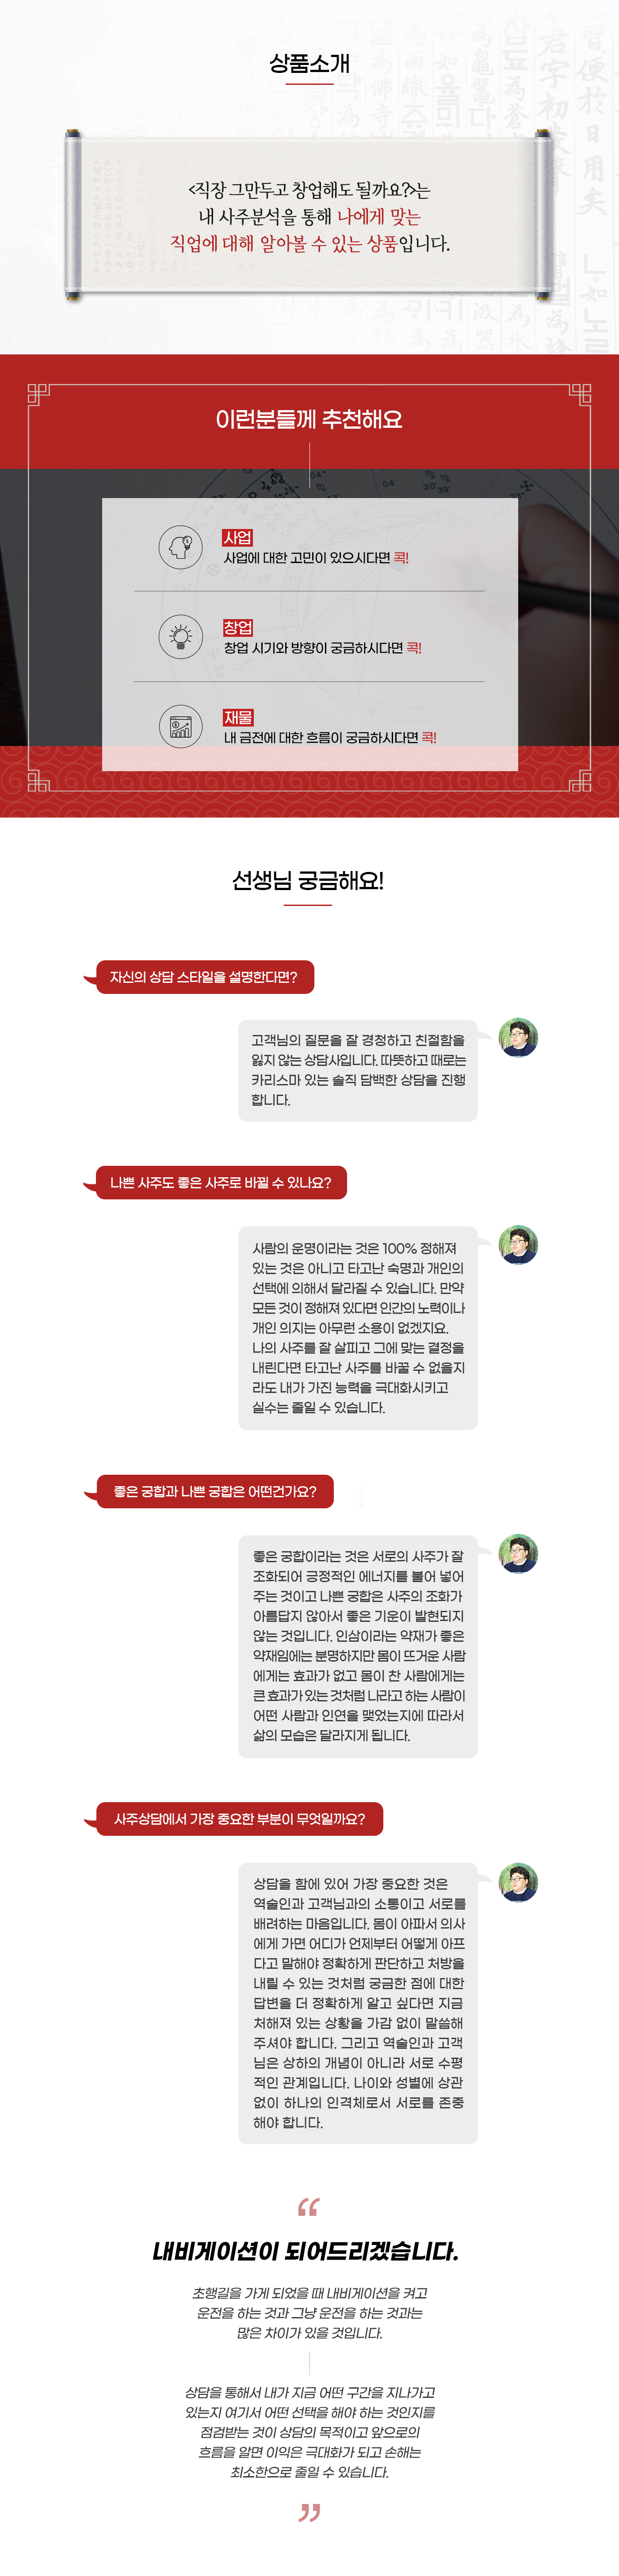 상품소개
<직장 그만두고 창업해도 될까요?>는
내 사주분석을 통해 나에게 맞는
직업에 대해 알아볼 수 있는 상품입니다.
이런분들께 추천해요
사업
사업에 대한 고민이 있으시다면 콕!
창업
창업 시기와 방향이 궁금하시다면 콕!
재물
내 금전에 대한 흐름이 궁금하시다면 콕!
선생님 궁금해요!
자신의 상담 스타일을 설명한다면?
고객님의 질문을 잘 경청하고 친절함을
잃지 않는 상담사입니다. 따뜻하고 때로는
카리스마 있는 솔직 담백한 상담을 진행
합니다.
나쁜 사주도 좋은 사주로 바뀔 수 있나요?
사람의 운명이라는 것은 100% 정해져
있는 것은 아니고 타고난 숙명과 개인의
선택에 의해서 달라질 수 있습니다. 만약
모든 것이 정해져 있다면 인간의 노력이나
개인 의지는 아무런 소용이 없겠지요.
나의 사주를 잘 살피고 그에 맞는 결정을
내린다면 타고난 사주를 바꿀 수 없을지
라도 내가 가진 능력을 극대화시키고
실수는 줄일 수 있습니다.
좋은 궁합과 나쁜 궁합은 어떤건가요?
좋은 궁합이라는 것은 서로의 사주가 잘
조화되어 긍정적인 에너지를 불어 넣어
주는 것이고 나쁜 궁합은 사주의 조화가
아름답지 않아서 좋은 기운이 발현되지
않는 것입니다. 인삼이라는 약재가 좋은
약재임에는 분명하지만 몸이 뜨거운 사람
에게는 효과가 없고 몸이 찬 사람에게는
큰 효과가 있는 것처럼 나라고 하는 사람이
어떤 사람과 인연을 맺었는지에 따라서
삶의 모습은 달라지게 됩니다.
사주상담에서 가장 중요한 부분이 무엇일까요?
상담을 함에 있어 가장 중요한 것은
역술인과 고객님과의 소통이고 서로를
배려하는 마음입니다. 몸이 아파서 의사
에게 가면 어디가 언제부터 어떻게 아프
다고 말해야 정확하게 판단하고 처방을
내릴 수 있는 것처럼 궁금한 점에 대한
답변을 더 정확하게 알고 싶다면 지금
처해져 있는 상황을 가감 없이 말씀해
주셔야 합니다. 그리고 역술인과 고객
님은 상하의 개념이 아니라 서로 수평
적인 관계입니다. 나이와 성별에 상관
없이 하나의 인격체로서 서로를 존중
해야 합니다.
“
내비게이션이 되어드리겠습니다.
초행길을 가게 되었을 때 내비게이션을 켜고
운전을 하는 것과 그냥 운전을 하는 것과는
많은 차이가 있을 것입니다.
상담을 통해서 내가 지금 어떤 구간을 지나가고
있는지 여기서 어떤 선택을 해야 하는 것인지를
점검받는 것이 상담의 목적이고 앞으로의
흐름을 알면 이익은 극대화가 되고 손해는
최소한으로 줄일 수 있습니다.
”